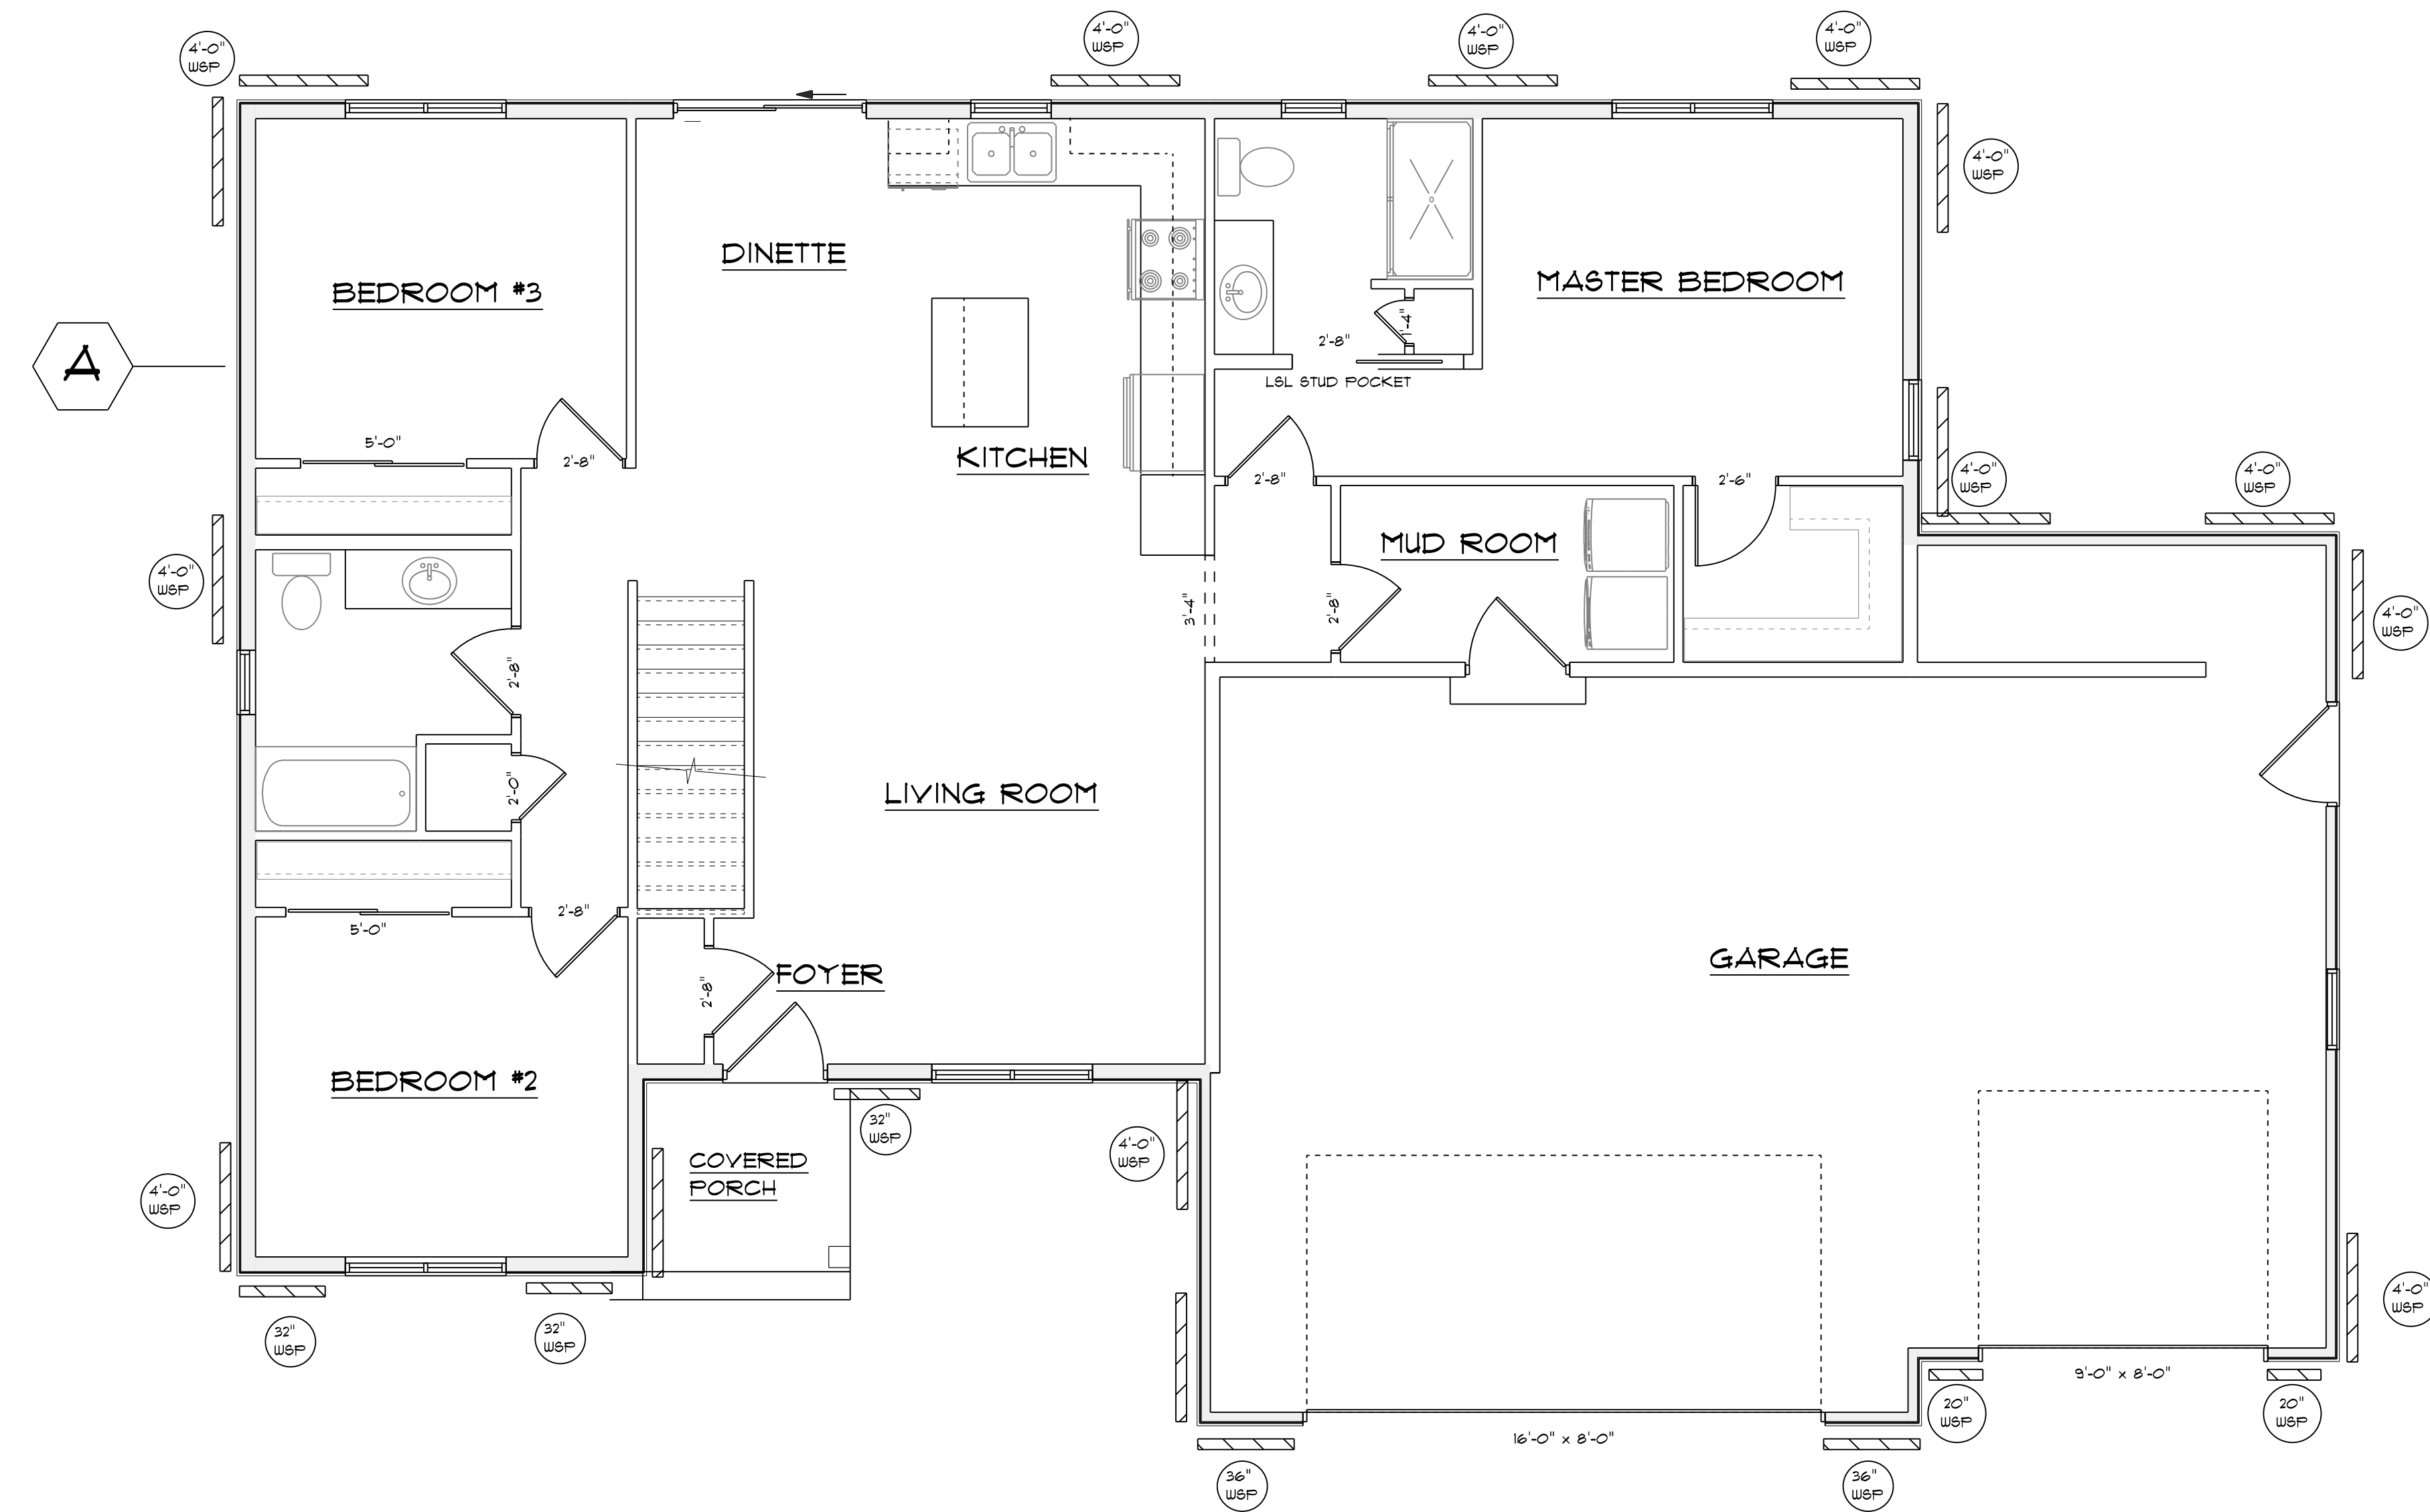 4'-0"
WSP
4'-0"
WSP
4'-0"
WSP
4'-0"
WSP
4'-0"
WSP
DINETTE
BEDROOM #3
MASTER BEDROOM
1'-4"
2'-8"
LSL STUD POCKET
A
5'-0"
2'-8"
KITCHEN
2'-8"
2'-6"
4'-0"
WSP
4'-0"
WSP
MUD ROOM
4'-0"
WSP
3'-4"
2'-8"
4'-0"
WSP
2'-8"
2'-0"
LIVING ROOM
2'-8"
5'-0"
GARAGE
FOYER
2'-8"
BEDROOM #2
32"
WSP
4'-0"
WSP
COVERED
PORCH
4'-0"
WSP
4'-0"
WSP
32"
WSP
32"
WSP
9'-0" x 8'-0"
20"
WSP
20"
WSP
16'-0" x 8'-0"
36"
WSP
36"
WSP